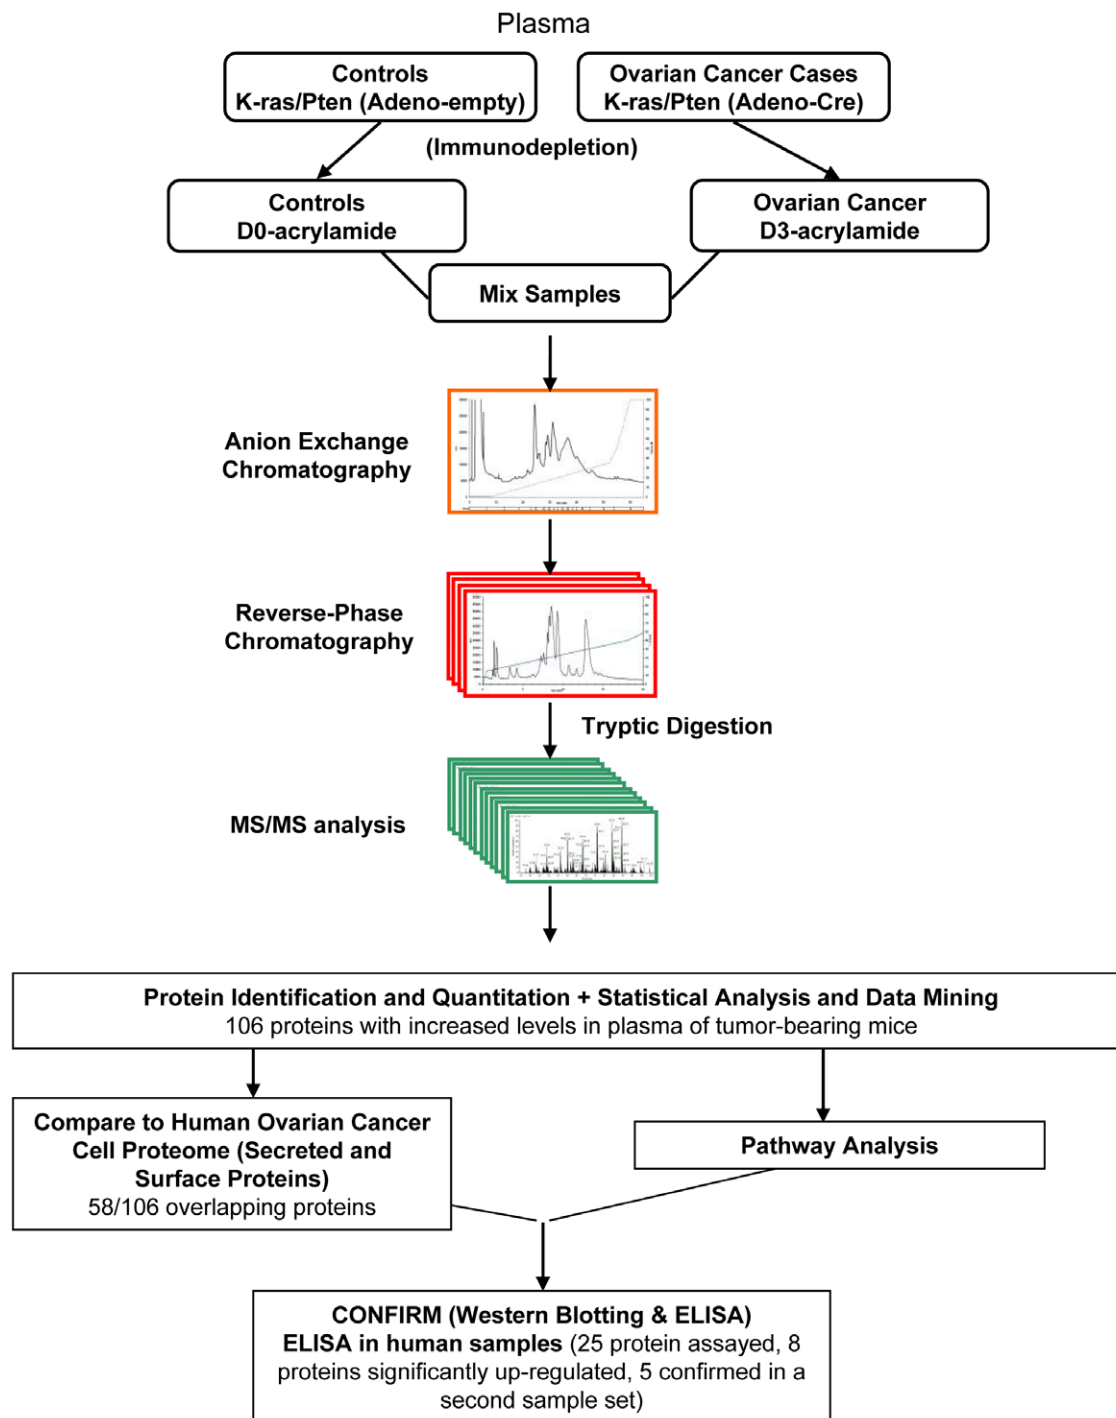 Plasma
Controls
K-ras/Pten (Adeno-empty)
Ovarian Cancer Cases
K-ras/Pten (Adeno-Cre)
(Immunodepletion)
Controls
D0-acrylamide
Ovarian Cancer
D3-acrylamide
Mix Samples
Anion Exchange
Chromatography
Reverse-Phase
Chromatography
Tryptic Digestion
MS/MS analysis
Protein Identification and Quantitation + Statistical Analysis and Data Mining
106 proteins with increased levels in plasma of tumor-bearing mice
Compare to Human Ovarian Cancer
Cell Proteome (Secreted and
Surface Proteins)
58/106 overlapping proteins
Pathway Analysis
CONFIRM (Western Blotting & ELISA)
ELISA in human samples (25 protein assayed, 8
proteins significantly up-regulated, 5 confirmed in a
second sample set)